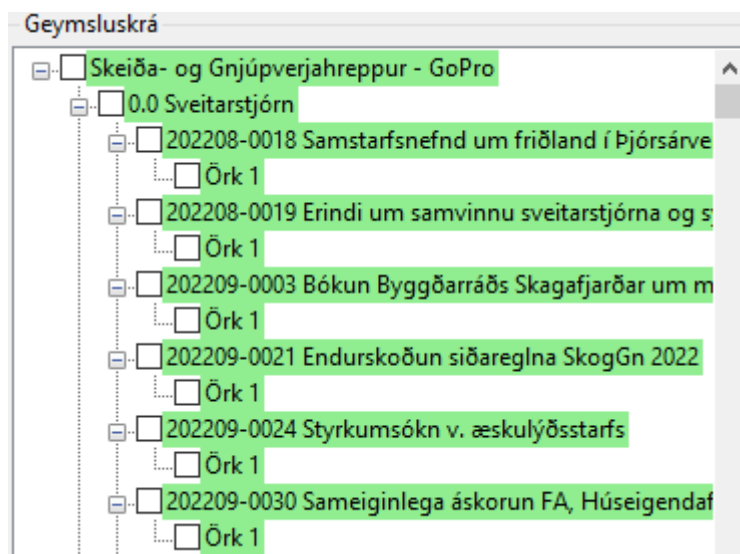 Geymsluskrá
Skeiða- og Gnjúpverjahreppur - GoPro
0.0 Sveitarstjórn
202208-0018 Samstarfsnefnd um friðland í Þjórsárve
Örk 1
202208-0019 Erindi um samvinnu sveitarstjórna og s
Örk 1
202209-0003 Bókun Byggðarráðs Skagafjarðar um m
Örk 1
202209-0021 Endurskoðun siðareglna SkogGn 2022
Örk 1
202209-0024 Styrkumsókn v. æskulýðsstarfs
Örk 1
202209-0030 Sameiginlega áskorun FA, Húseigendaf
Örk 1